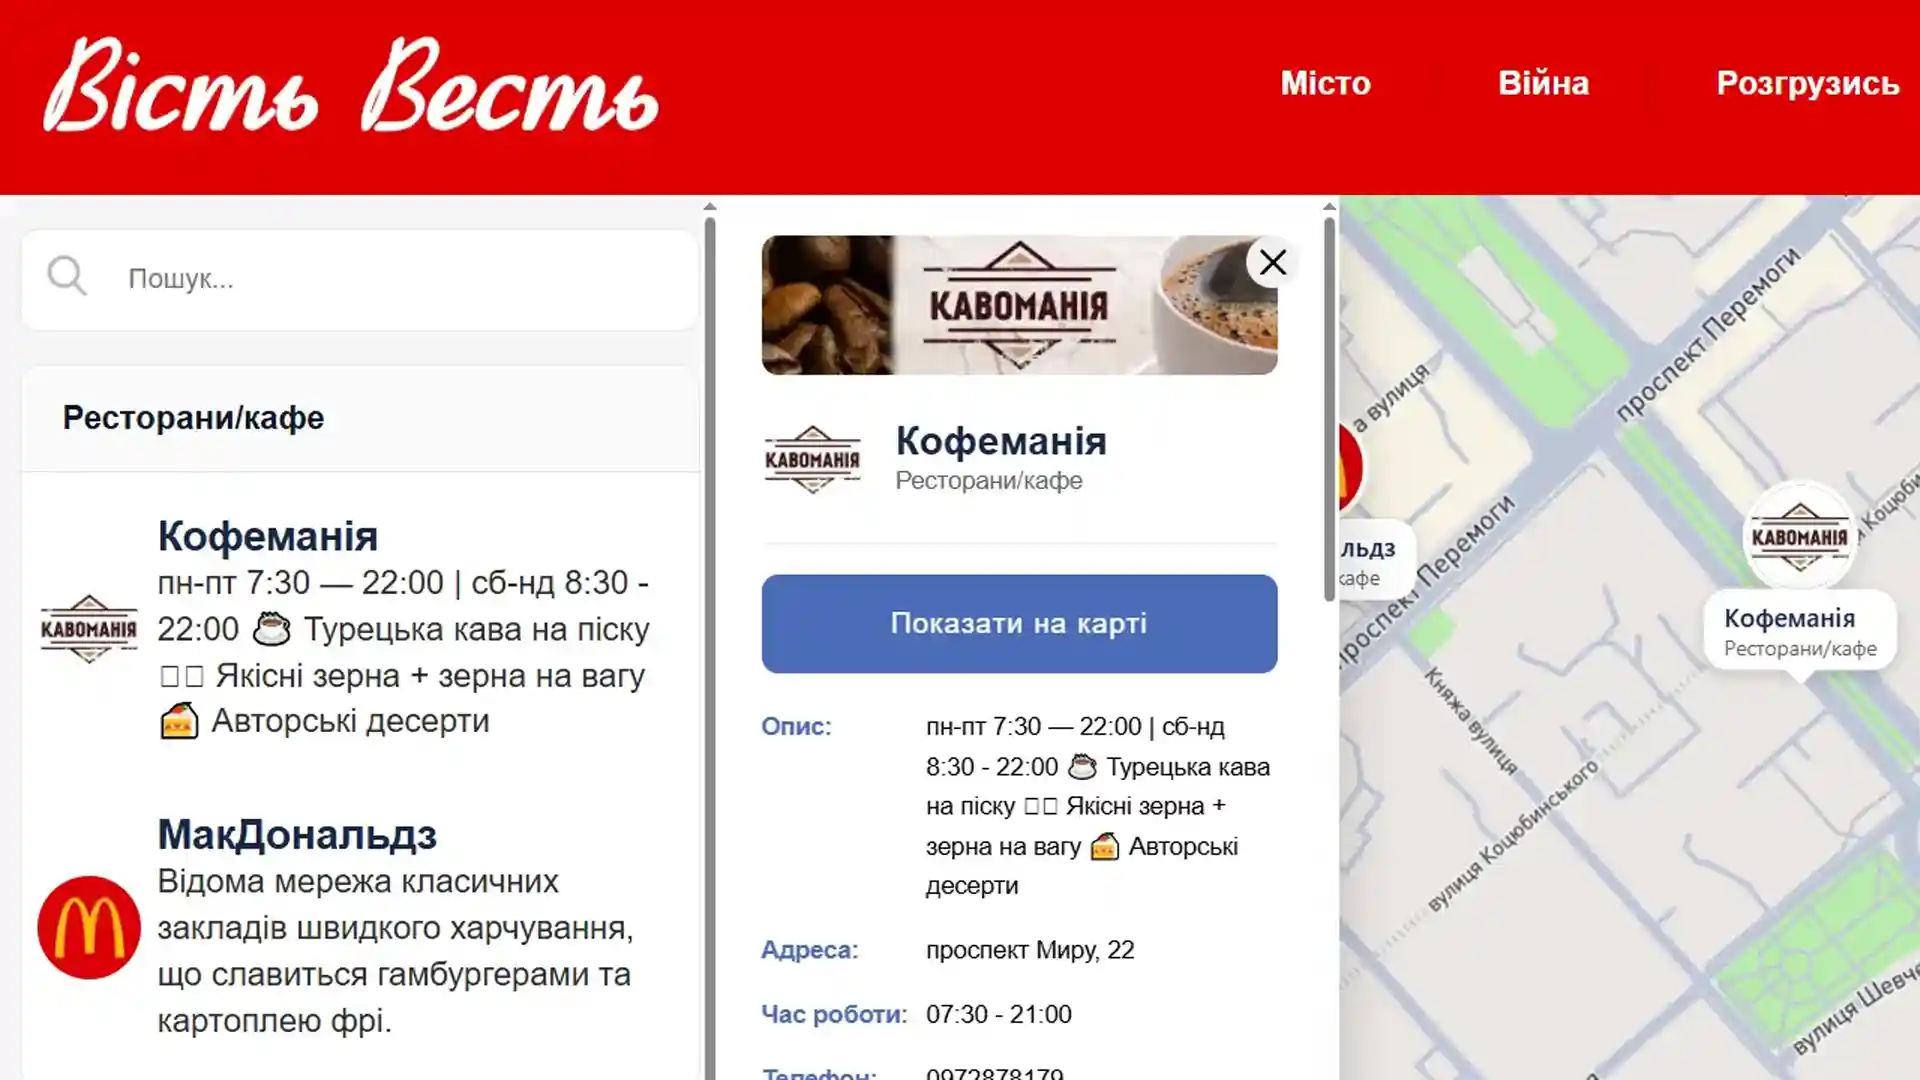 Вість Весть
Місто
Війна
Розгрузись
Пошук...
Ресторани/кафе
Кофеманія
пн-пт 7:30 — 22:00 | сб-нд 8:30 -
22:00 ☕ Турецька кава на піску
Якісні зерна + зерна на вагу
🍰 Авторські десерти
КАВОМАНІЯ
МакДональдз
Відома мережа класичних
закладів швидкого харчування,
що славиться гамбургерами та
картоплею фрі.
КАВОМАНІЯ
КАВОМАНІЯ
Кофеманія
Ресторани/кафе
Показати на карті
Опис:
пн-пт 7:30 — 22:00 | сб-нд
8:30 - 22:00 ☕ Турецька кава
на піску Якісні зерна +
зерна на вагу 🍰 Авторські
десерти
Адреса:
проспект Миру, 22
Час роботи:
07:30 - 21:00
Телефон:
0972878179
проспект Перемоги
а вулиця
проспект Перемоги
льдз
кафе
КАВОМАНІЯ
Кофеманія
Ресторани/кафе
Коцюби
Княжа вулиця
вулиця Коцюбинського
вулиця Шевче